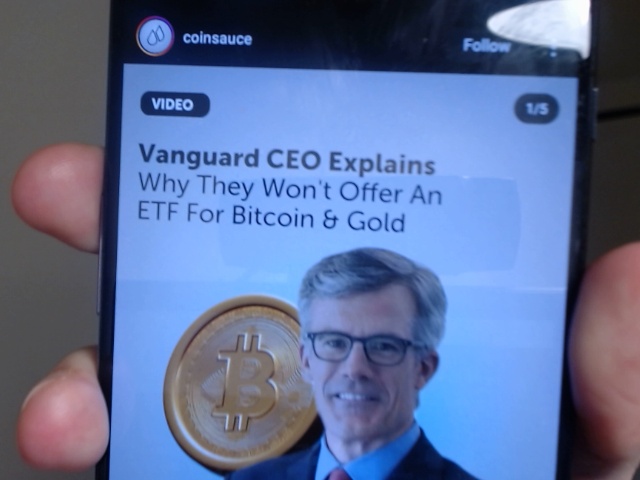 coinsauce
Follow
VIDEO
1/5
Vanguard CEO Explains
Why They Won't Offer An
ETF For Bitcoin & Gold